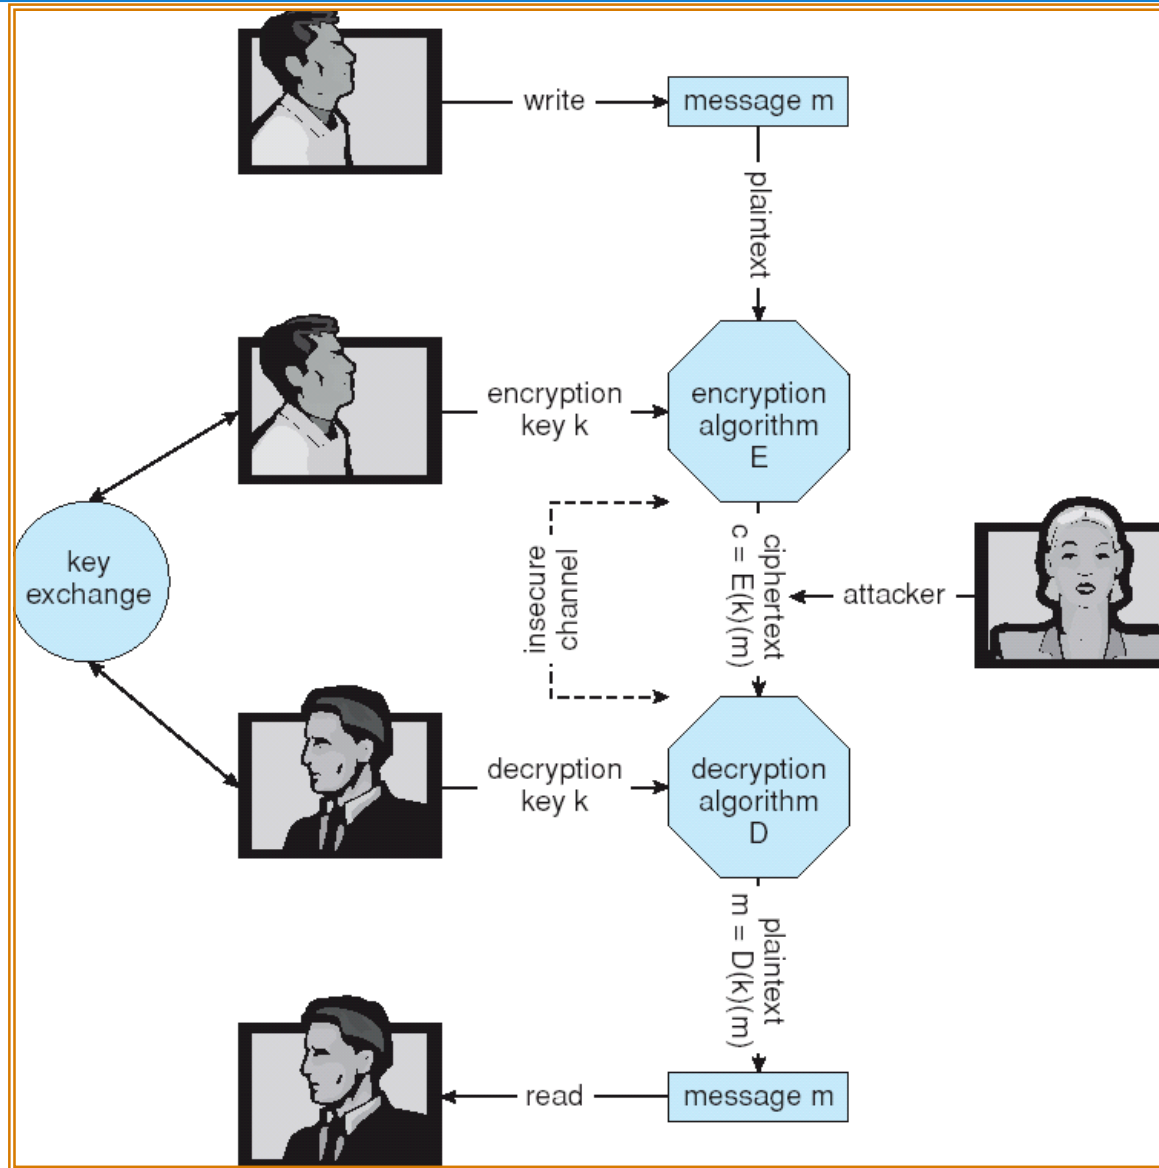 write
message m
plaintext
encryption
key k
encryption
algorithm
E
key
exchange
insecure
channel
ciphertext
c = E(k)(m)
attacker
decryption
key k
decryption
algorithm
D
plaintext
m = D(k)(m)
read
message m